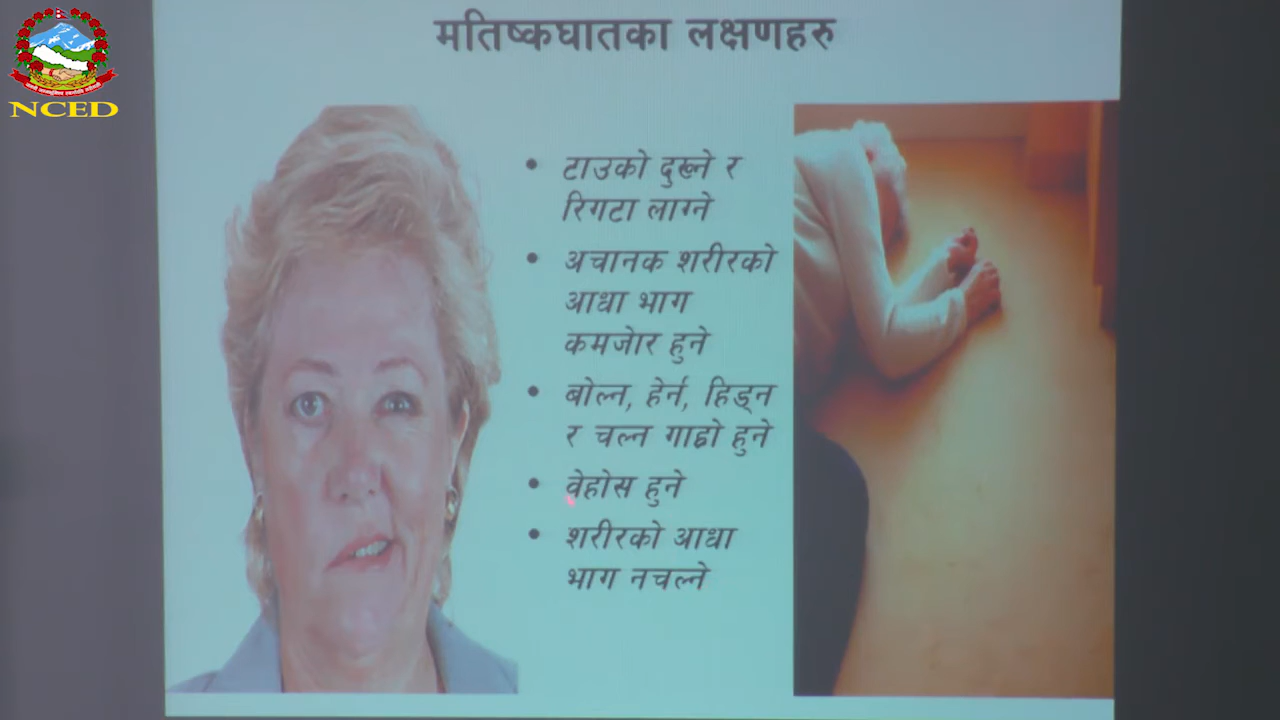 NCED
मतिष्कघातका लक्षणहरु
• टाउको दुख्ने र
रिगटा लाग्ने
• अचानक शरीरको
आधा भाग
कमजोर हुने
• बोल्न, हेर्न, हिड्न
र चल्न गाह्रो हुने
• वेहोस हुने
• शरीरको आधा
भाग नचल्ने